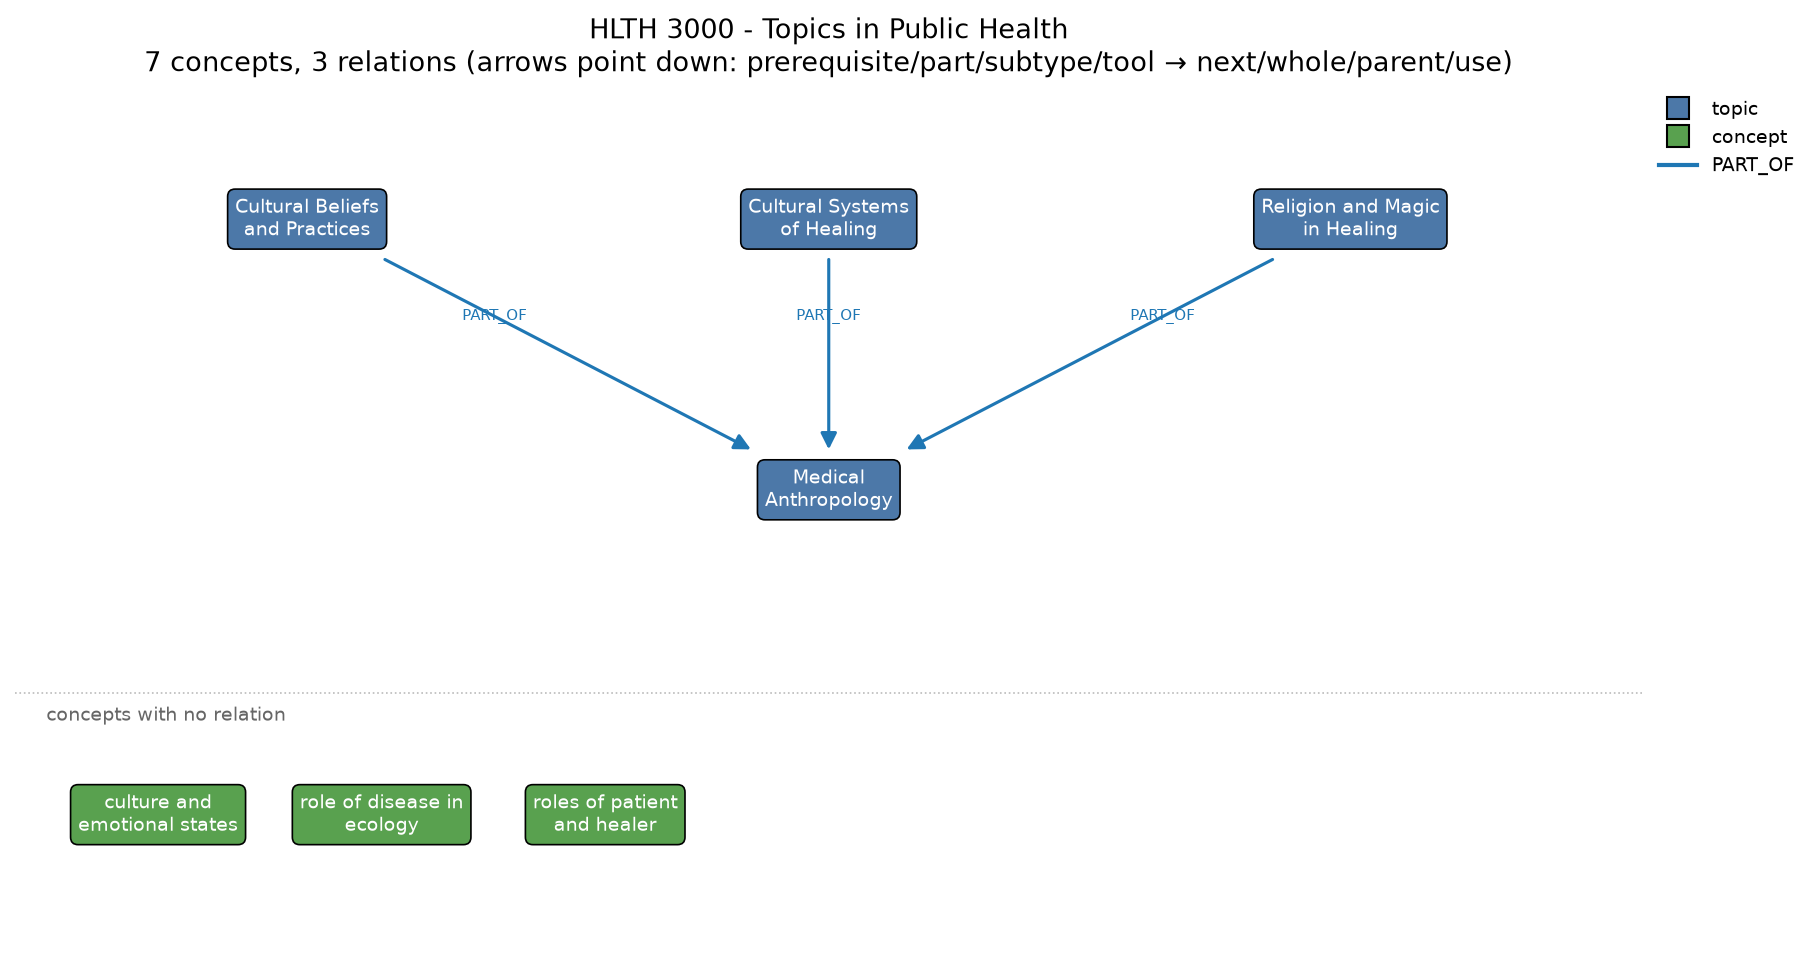 HLTH 3000 - Topics in Public Health
7 concepts, 3 relations (arrows point down: prerequisite/part/subtype/tool → next/whole/parent/use)
topic
concept
PART_OF
Cultural Beliefs
and Practices
Cultural Systems
of Healing
Religion and Magic
in Healing
PART_OF
PART_OF
PART_OF
Medical
Anthropology
concepts with no relation
culture and
emotional states
role of disease in
ecology
roles of patient
and healer